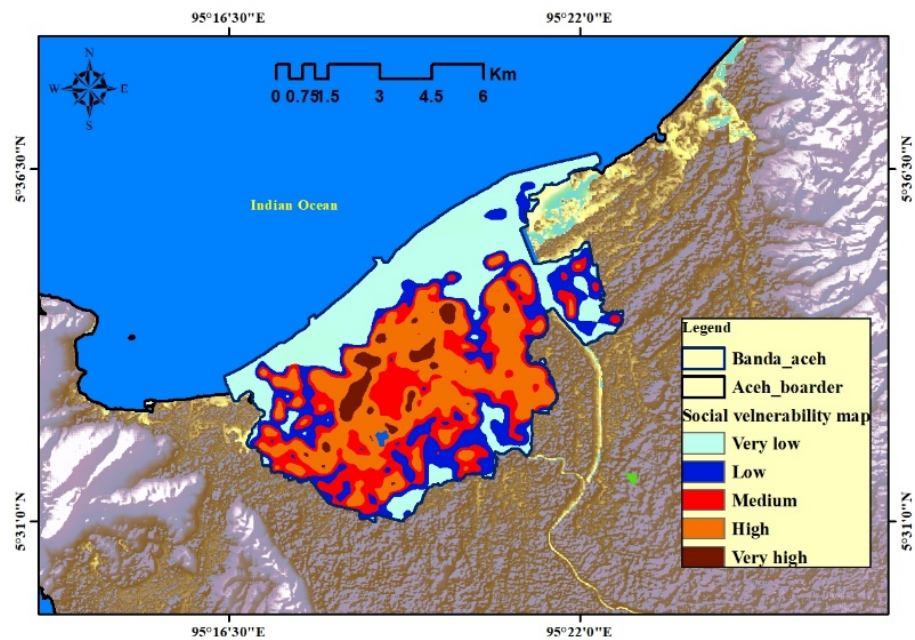 95°16'30"E 95°22'0"E
N
W E
S
Km
0 0.751.5 3 4.5 6
5°36'30"N 5°36'30"N
Indian Ocean
Legend
Banda_aceh
Aceh_boarder
Social velnerability map
Very low
Low
Medium
High
Very high
5°31'0"N 5°31'0"N
95°16'30"E 95°22'0"E